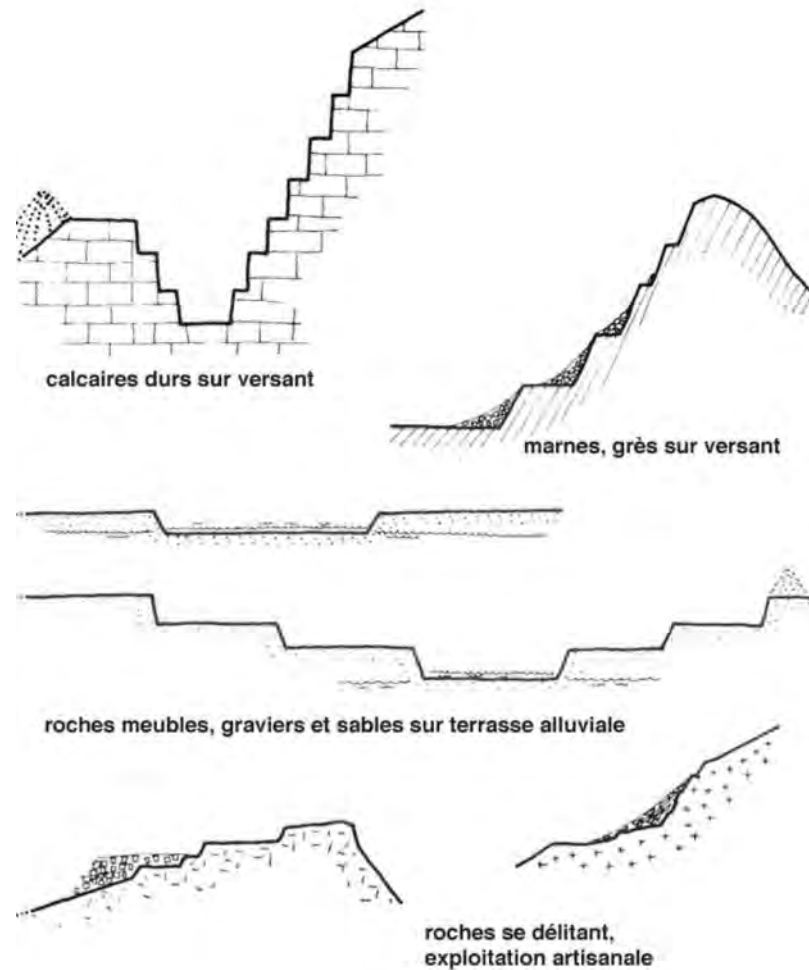 calcaires durs sur versant
marnes, grès sur versant
roches meubles, graviers et sables sur terrasse alluviale
roches se délitant,
exploitation artisanale